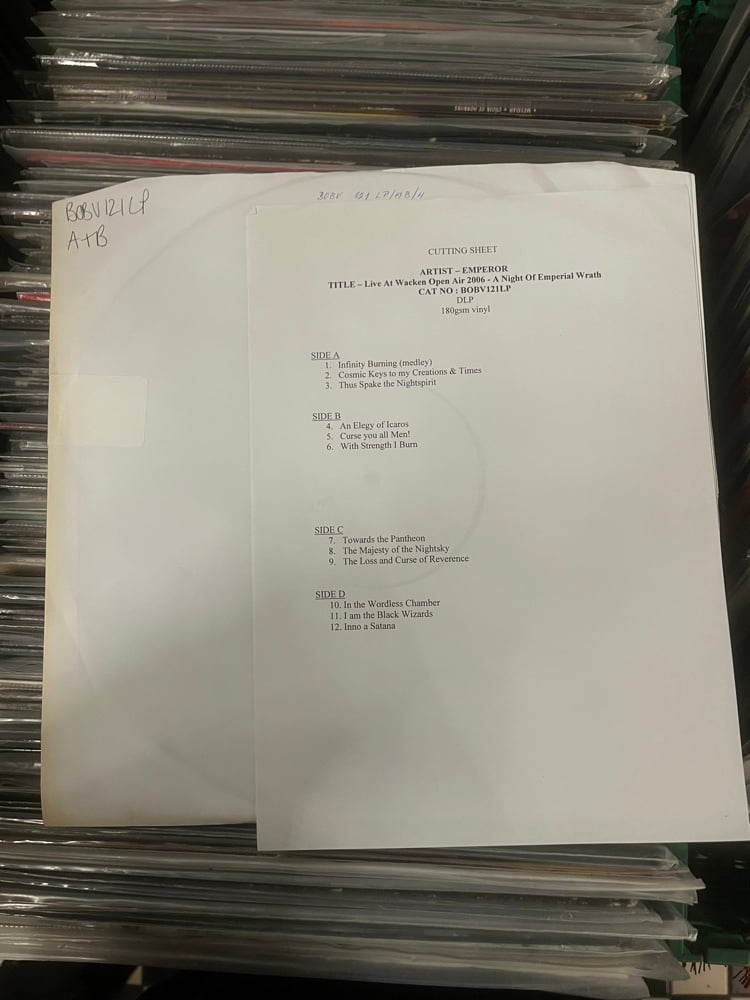 BOBV121LP
A+B
BOBV 121 LP/AB/A
CUTTING SHEET
ARTIST – EMPEROR
TITLE – Live At Wacken Open Air 2006 - A Night Of Emperial Wrath
CAT NO : BOBV121LP
DLP
180gsm vinyl
SIDE A
1. Infinity Burning (medley)
2. Cosmic Keys to my Creations & Times
3. Thus Spake the Nightspirit
SIDE B
4. An Elegy of Icaros
5. Curse you all Men!
6. With Strength I Burn
SIDE C
7. Towards the Pantheon
8. The Majesty of the Nightsky
9. The Loss and Curse of Reverence
SIDE D
10. In the Wordless Chamber
11. I am the Black Wizards
12. Inno a Satana